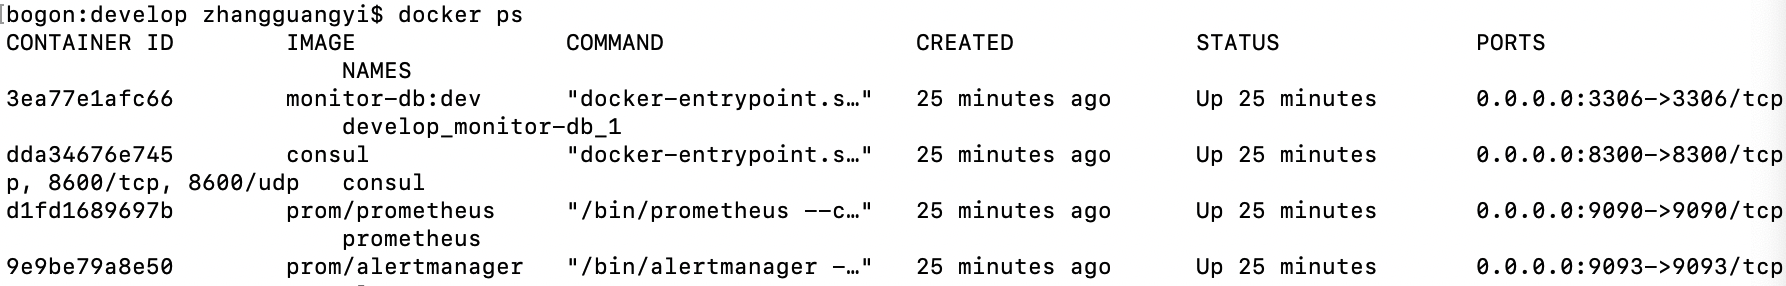 [bogon:develop zhangguangyi$ docker ps
CONTAINER ID IMAGE COMMAND CREATED STATUS PORTS
NAMES
3ea77e1afc66 monitor-db:dev "docker-entrypoint.s…" 25 minutes ago Up 25 minutes 0.0.0.0:3306->3306/tcp
develop_monitor-db_1
dda34676e745 consul "docker-entrypoint.s…" 25 minutes ago Up 25 minutes 0.0.0.0:8300->8300/tcp
p, 8600/tcp, 8600/udp consul
d1fd1689697b prom/prometheus "/bin/prometheus --c…" 25 minutes ago Up 25 minutes 0.0.0.0:9090->9090/tcp
prometheus
9e9be79a8e50 prom/alertmanager "/bin/alertmanager -…" 25 minutes ago Up 25 minutes 0.0.0.0:9093->9093/tcp